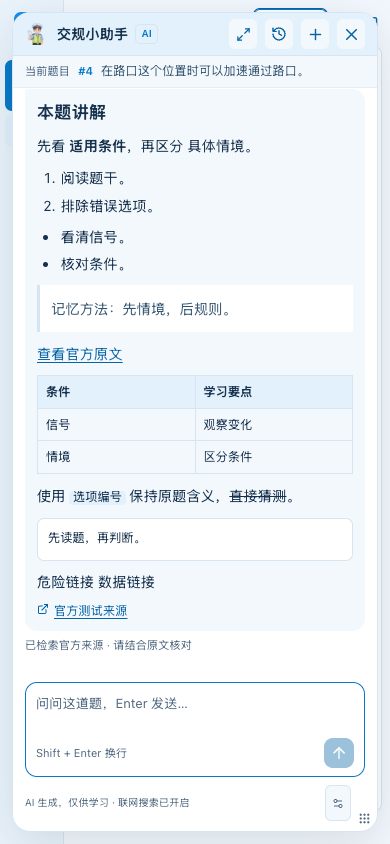 交规小助手 AI
当前题目 #4 在路口这个位置时可以加速通过路口。
本题讲解
先看 适用条件，再区分 具体情境。
1. 阅读题干。
2. 排除错误选项。
• 看清信号。
• 核对条件。
记忆方法：先情境，后规则。
查看官方原文
条件 学习要点
信号 观察变化
情境 区分条件
使用 选项编号 保持原题含义，直接猜测。
先读题，再判断。
危险链接 数据链接
官方测试来源
已检索官方来源 · 请结合原文核对
问问这道题，Enter 发送...
Shift + Enter 换行
AI 生成，仅供学习 · 联网搜索已开启